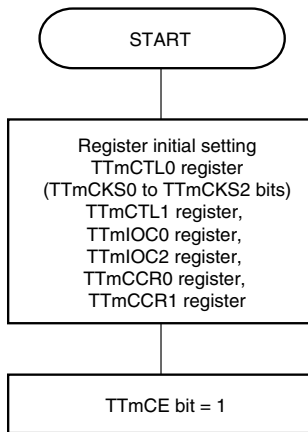 START
Register initial setting
TTmCTL0 register
(TTmCKS0 to TTmCKS2 bits)
TTmCTL1 register,
TTmIOC0 register,
TTmIOC2 register,
TTmCCR0 register,
TTmCCR1 register
TTmCE bit = 1